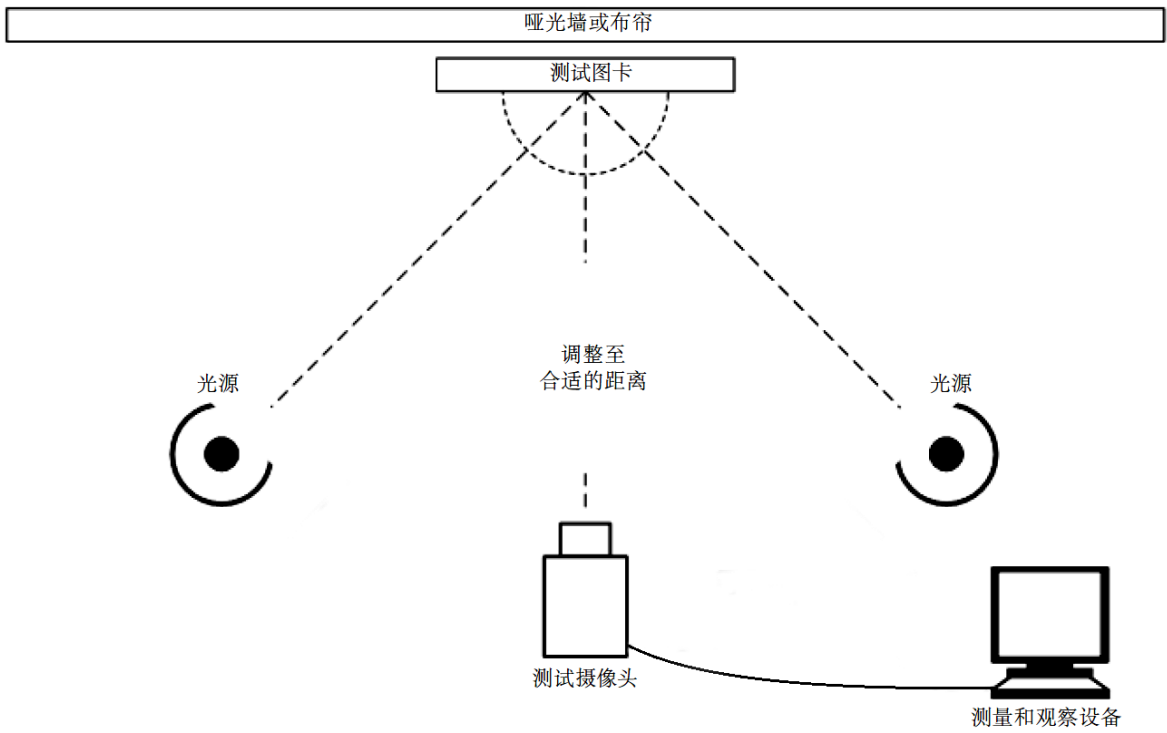 哑光墙或布帘
测试图卡
调整至
合适的距离
光源
光源
测试摄像头
测量和观察设备